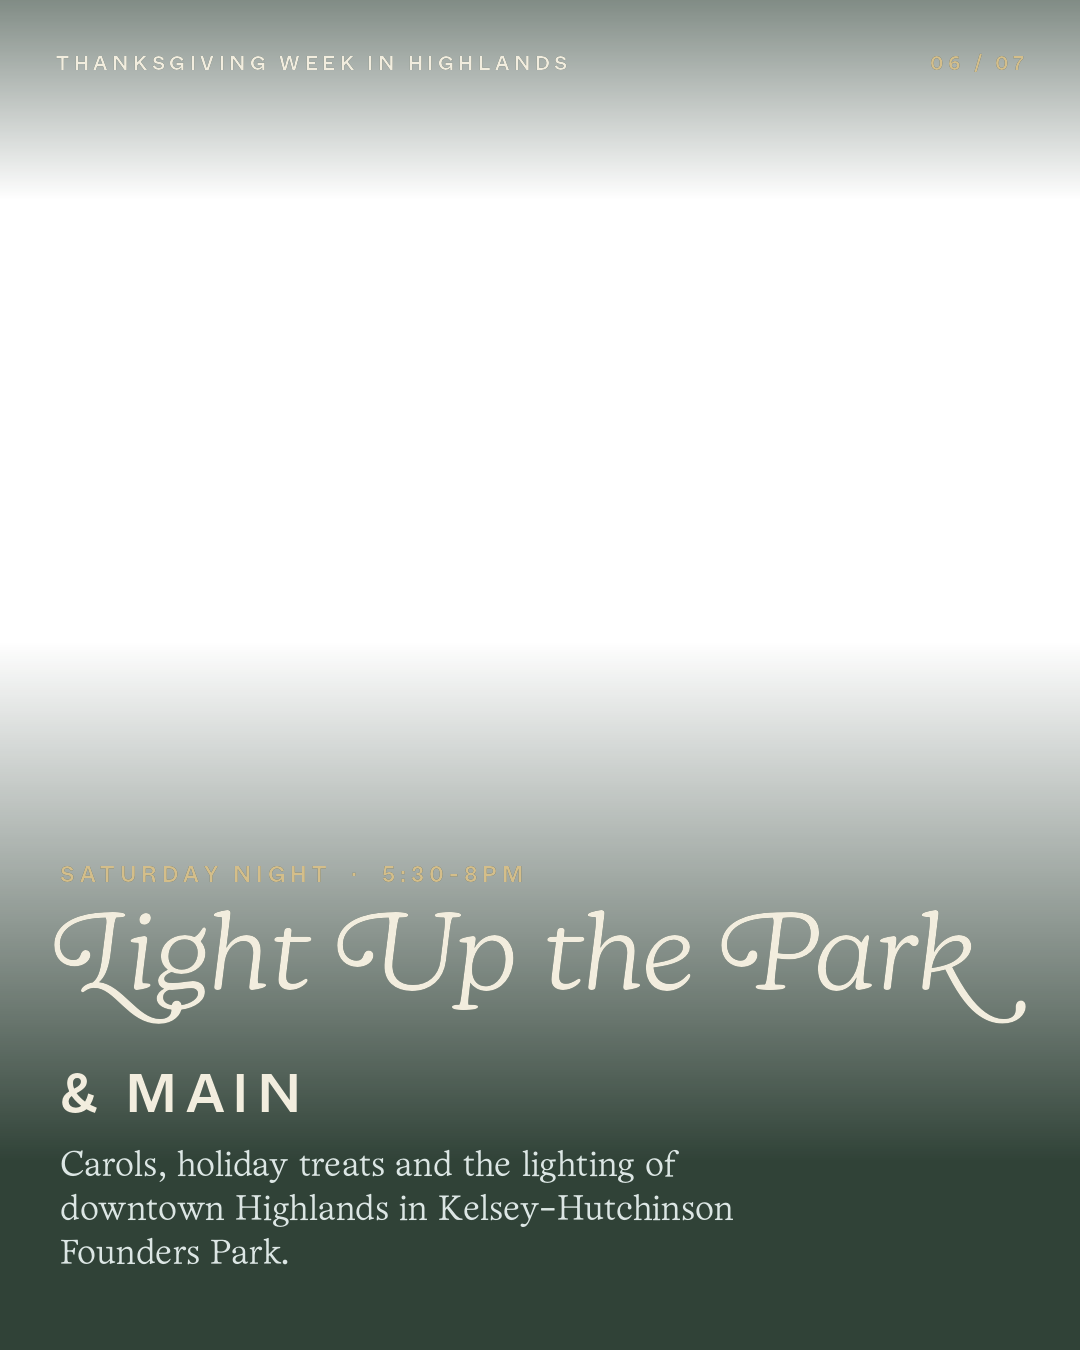 THANKSGIVING WEEK IN HIGHLANDS
06 / 07
SATURDAY NIGHT · 5:30-8PM
Light Up the Park
& MAIN
Carols, holiday treats and the lighting of
downtown Highlands in Kelsey-Hutchinson
Founders Park.